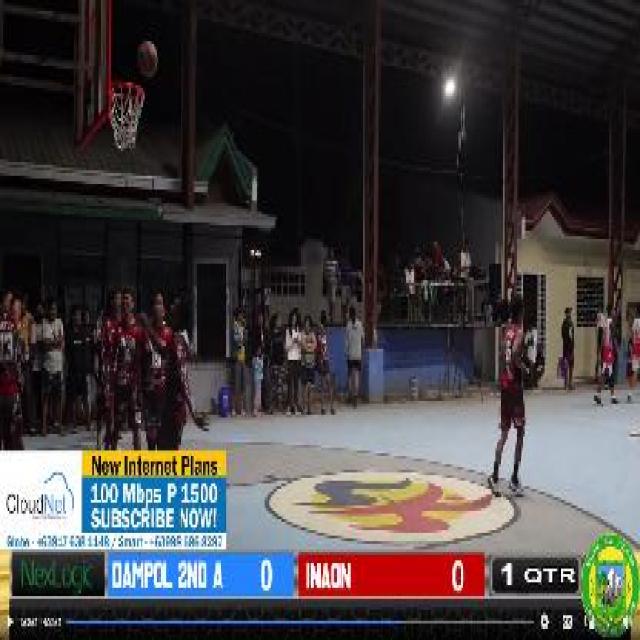 New Internet Plans
CloudNet
100 Mbps P 1500
SUBSCRIBE NOW!
NexLogic
DAMPOL 2ND A 0
INAON 0
1 QTR